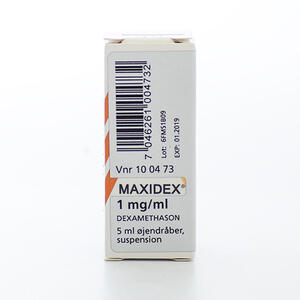 7 046261 004732
Lot: 6FMS1809
EXP: 01.2019
Vnr 10 04 73
MAXIDEX®
1 mg/ml
DEXAMETHASON
5 ml øjendråber,
suspension